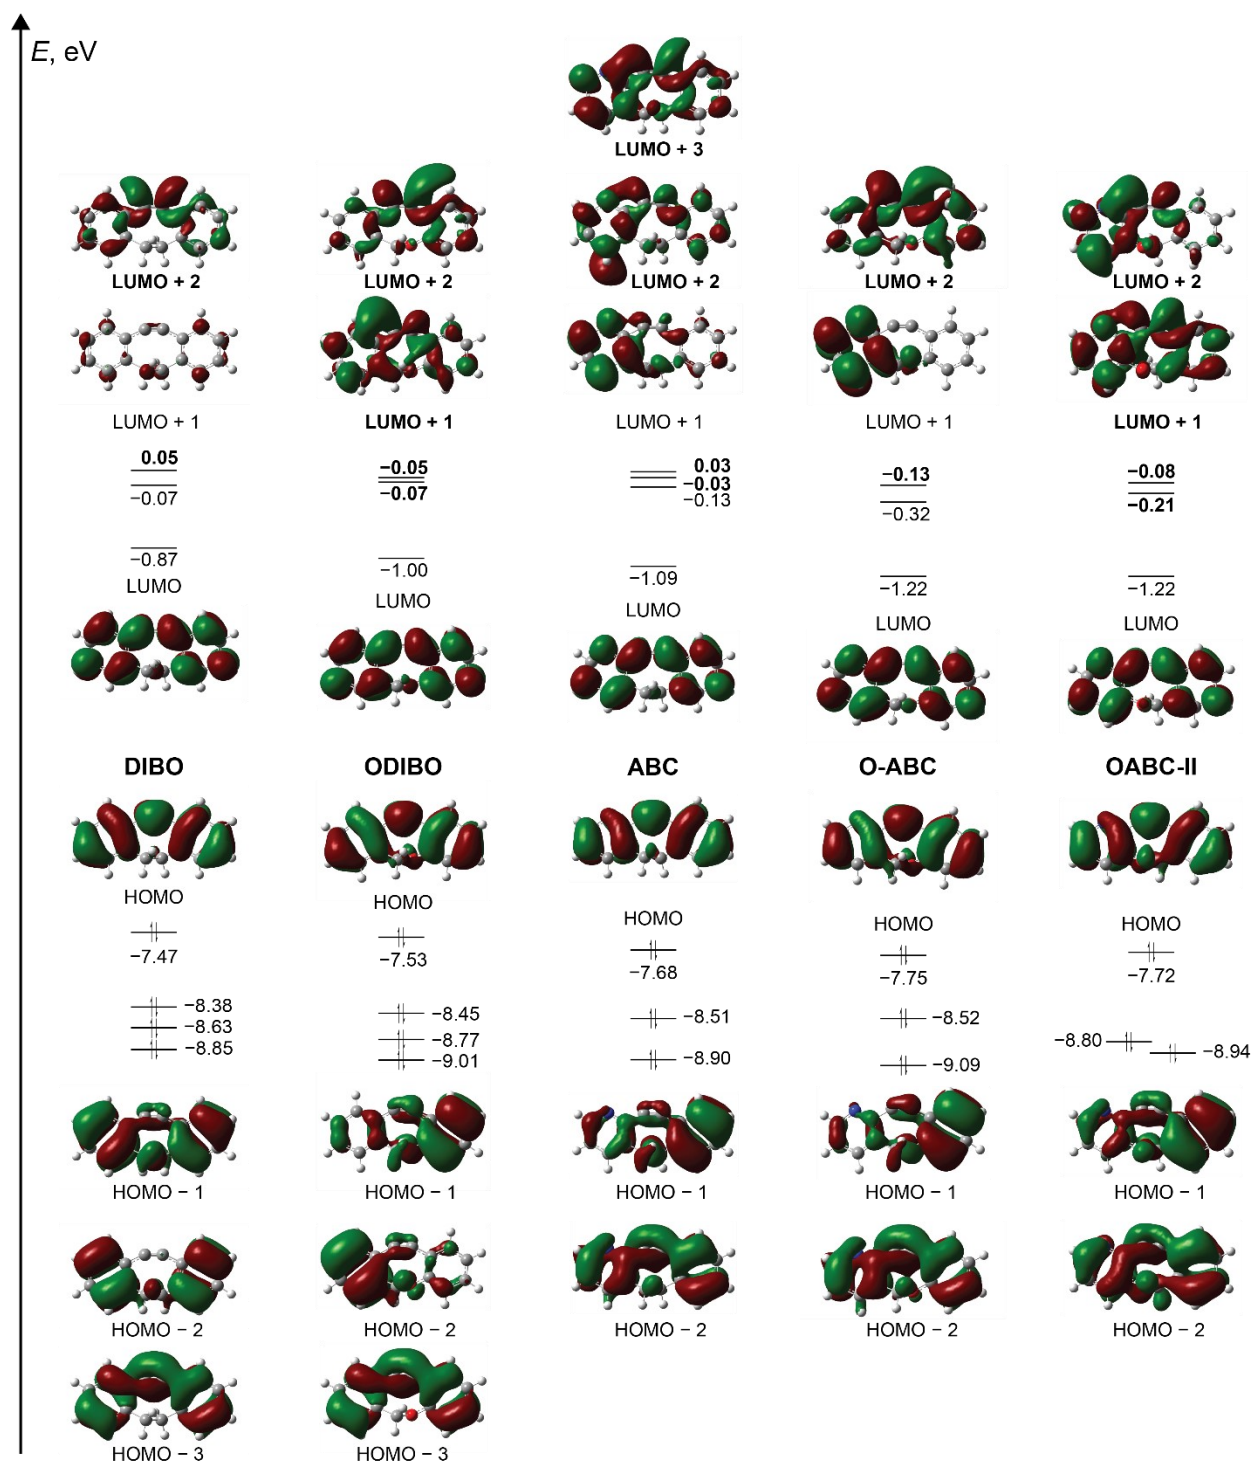 E, eV
LUMO + 3
LUMO + 2
LUMO + 2
LUMO + 2
LUMO + 2
LUMO + 2
LUMO + 1
LUMO + 1
LUMO + 1
LUMO + 1
LUMO + 1
0.05
−0.07
−0.87
LUMO
−0.05
−0.07
−1.00
LUMO
0.03
−0.03
−0.13
−1.09
LUMO
−0.13
−0.32
−1.22
LUMO
−0.08
−0.21
−1.22
LUMO
DIBO
ODIBO
ABC
O-ABC
OABC-II
HOMO
−7.47
−8.38
−8.63
−8.85
HOMO
−7.53
−8.45
−8.77
−9.01
HOMO
−7.68
−8.51
−8.90
HOMO
−7.75
−8.52
−9.09
HOMO
−7.72
−8.80
−8.94
HOMO − 1
HOMO − 1
HOMO − 1
HOMO − 1
HOMO − 1
HOMO − 2
HOMO − 2
HOMO − 2
HOMO − 2
HOMO − 2
HOMO − 3
HOMO − 3